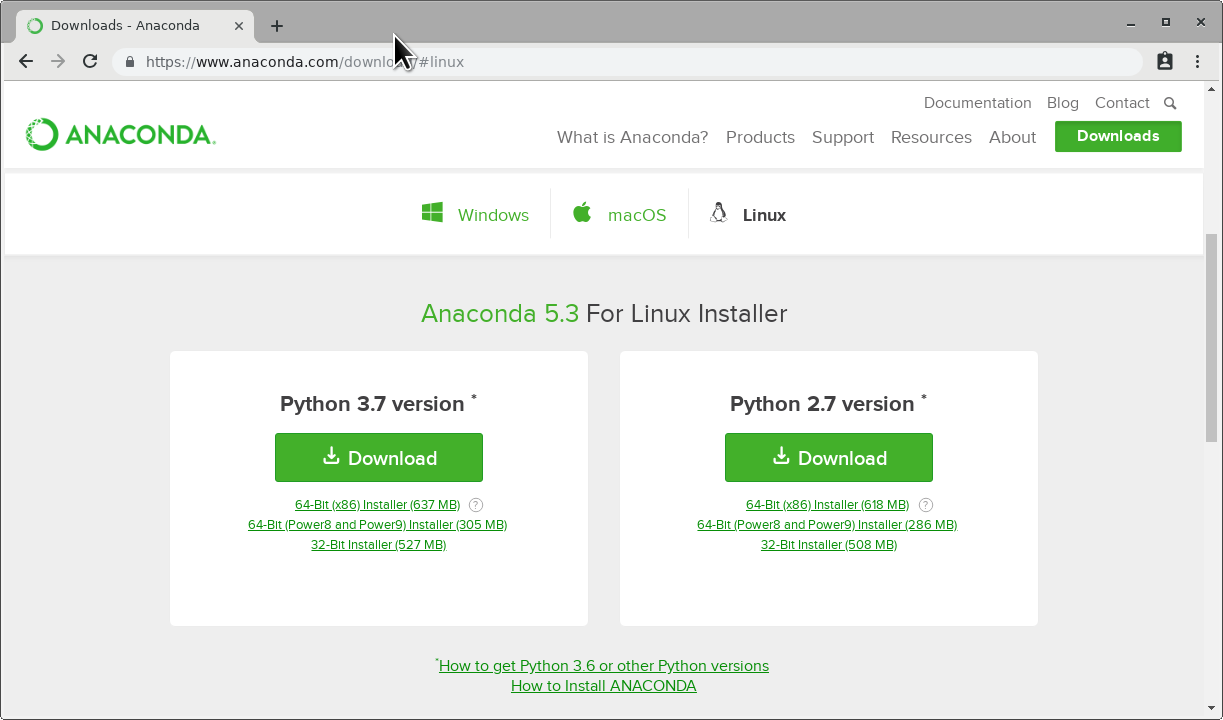 Downloads - Anaconda
https://www.anaconda.com/download/#linux
Documentation Blog Contact
ANACONDA.
What is Anaconda? Products Support Resources About Downloads
Windows macOS Linux
Anaconda 5.3 For Linux Installer
Python 3.7 version *
Download
64-Bit (x86) Installer (637 MB) ?
64-Bit (Power8 and Power9) Installer (305 MB)
32-Bit Installer (527 MB)
Python 2.7 version *
Download
64-Bit (x86) Installer (618 MB) ?
64-Bit (Power8 and Power9) Installer (286 MB)
32-Bit Installer (508 MB)
*How to get Python 3.6 or other Python versions
How to Install ANACONDA